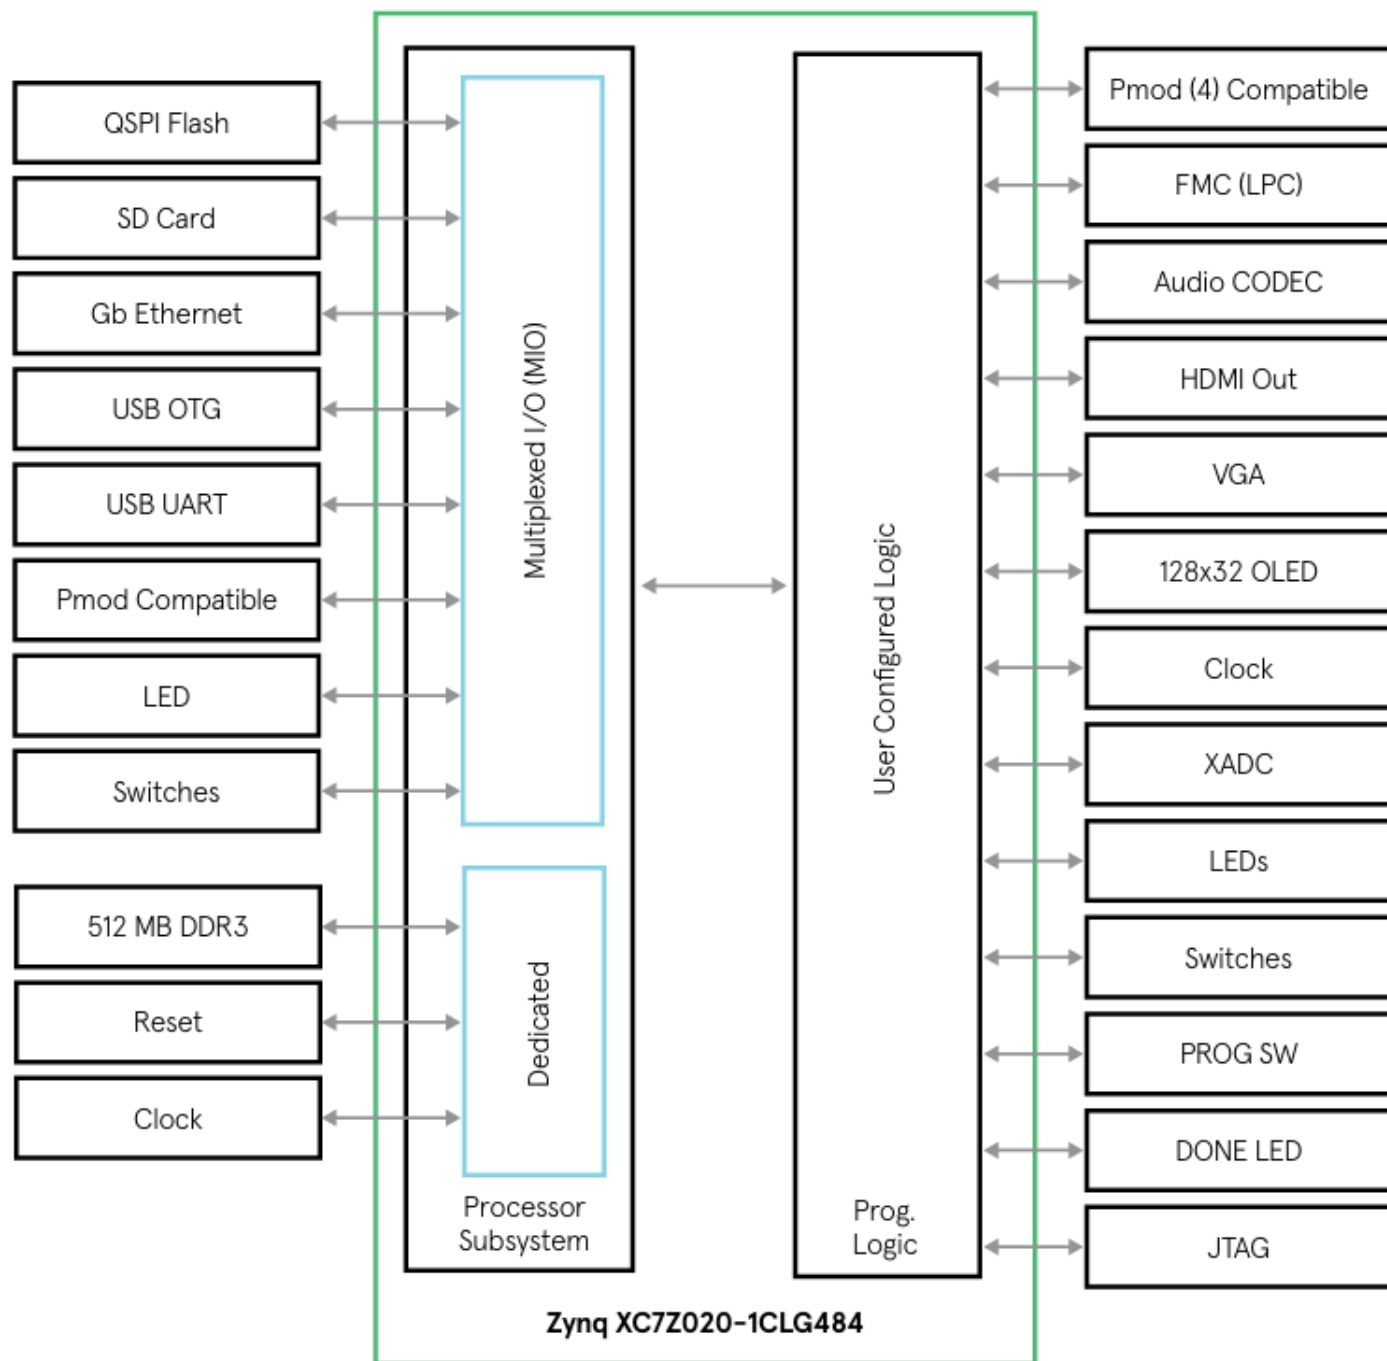 QSPI Flash
SD Card
Gb Ethernet
USB OTG
USB UART
Pmod Compatible
LED
Switches
512 MB DDR3
Reset
Clock
Multiplexed I/O (MIO)
Dedicated
Processor
Subsystem
User Configured Logic
Prog.
Logic
Pmod (4) Compatible
FMC (LPC)
Audio CODEC
HDMI Out
VGA
128x32 OLED
Clock
XADC
LEDs
Switches
PROG SW
DONE LED
JTAG
Zynq XC7Z020-1CLG484